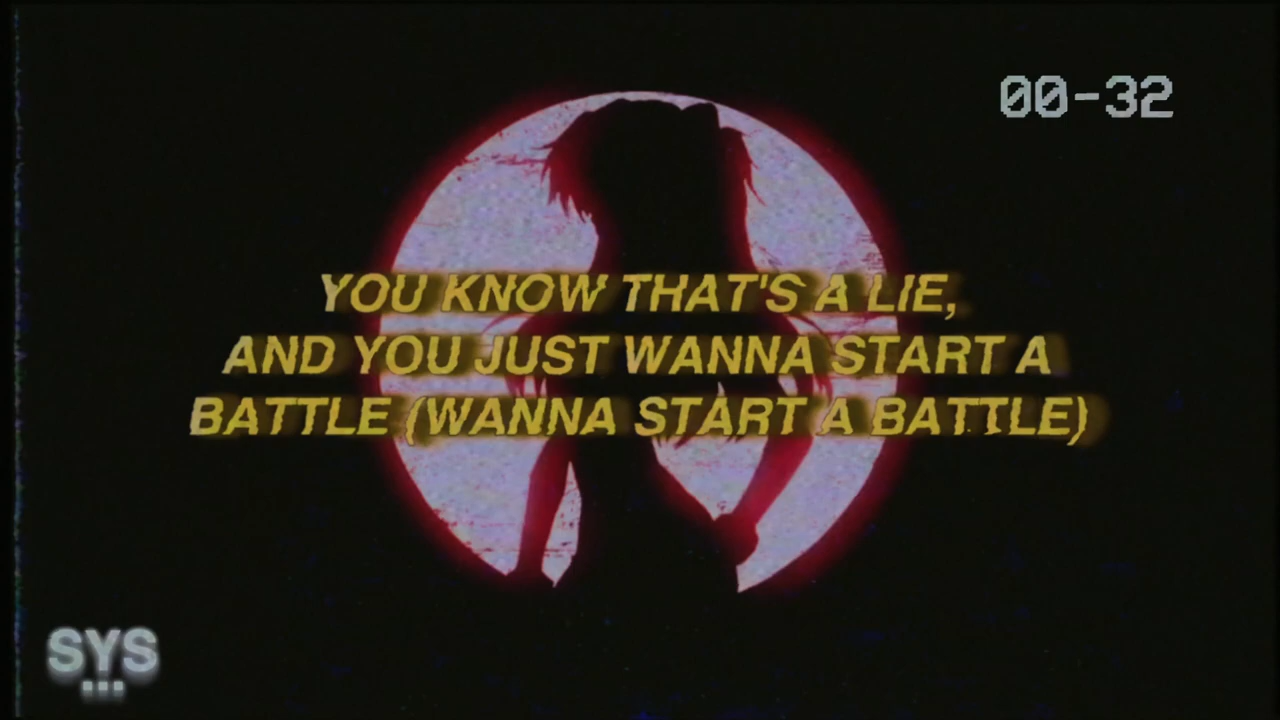 00-32
YOU KNOW THAT'S A LIE,
AND YOU JUST WANNA START A
BATTLE (WANNA START A BATTLE)
SYS